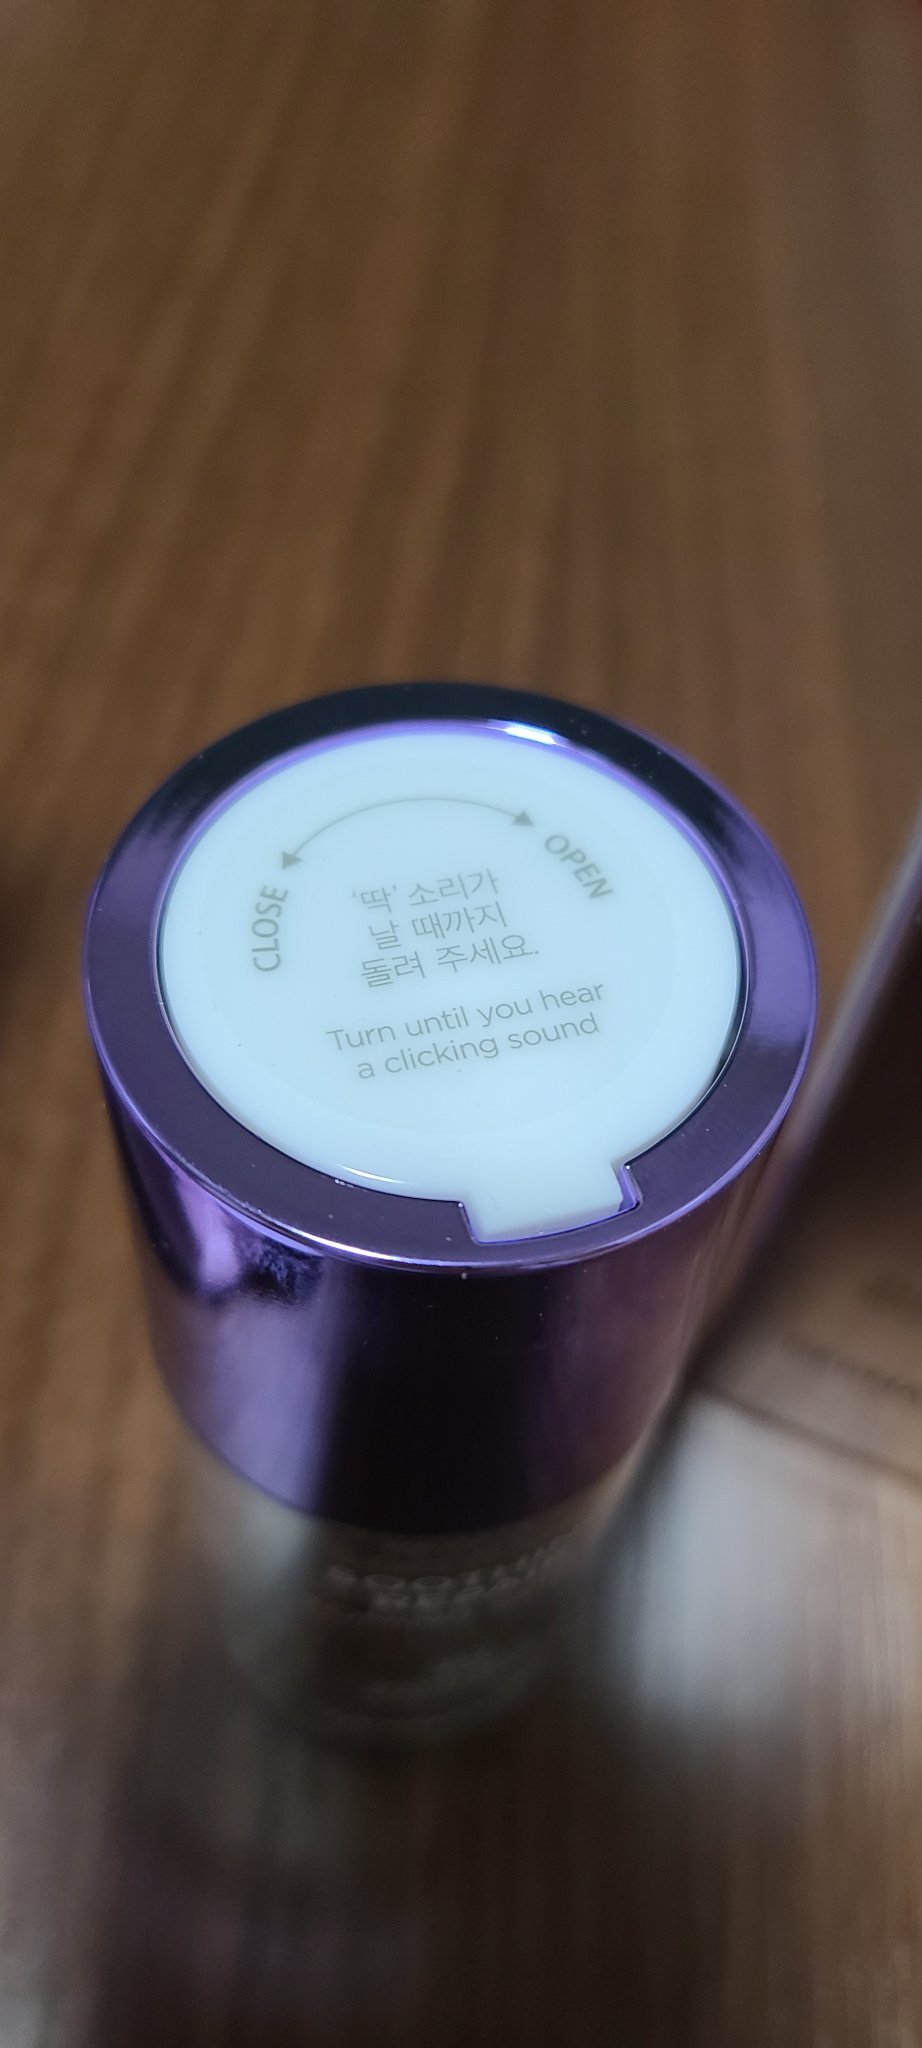 CLOSE
OPEN
‘딱’ 소리가
날 때까지
돌려 주세요.
Turn until you hear
a clicking sound